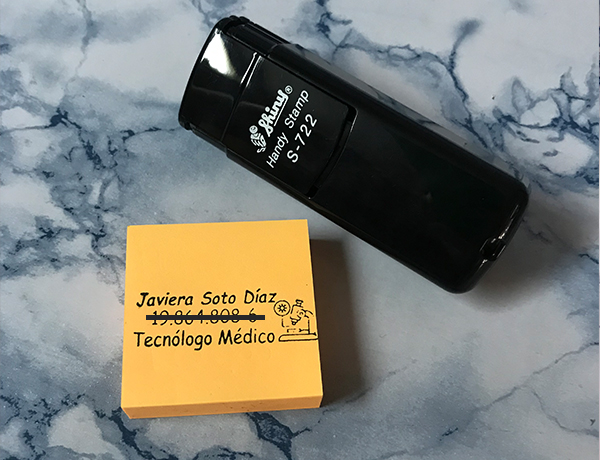 Shiny®
Handy Stamp
S-722
Javiera Soto Díaz
Tecnólogo Médico